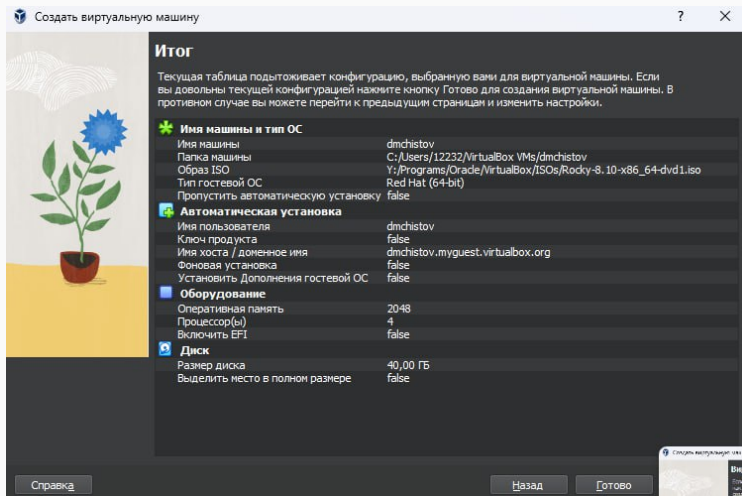 Создать виртуальную машину
Итог
Текущая таблица подытоживает конфигурацию, выбранную вами для виртуальной машины. Если
вы довольны текущей конфигурацией нажмите кнопку Готово для создания виртуальной машины. В
противном случае вы можете перейти к предыдущим страницам и изменить настройки.
Имя машины и тип ОС
Имя машины dmchistov
Папка машины C:/Users/12232/VirtualBox VMs/dmchistov
Образ ISO Y:/Programs/Oracle/VirtualBox/ISOs/Rocky-8.10-x86_64-dvd1.iso
Тип гостевой ОС Red Hat (64-bit)
Пропустить автоматическую установку false
Автоматическая установка
Имя пользователя dmchistov
Ключ продукта false
Имя хоста / доменное имя dmchistov.myguest.virtualbox.org
Фоновая установка false
Установить Дополнения гостевой ОС false
Оборудование
Оперативная память 2048
Процессор(ы) 4
Включить EFI false
Диск
Размер диска 40,00 ГБ
Выделить место в полном размере false
Справка Назад Готово